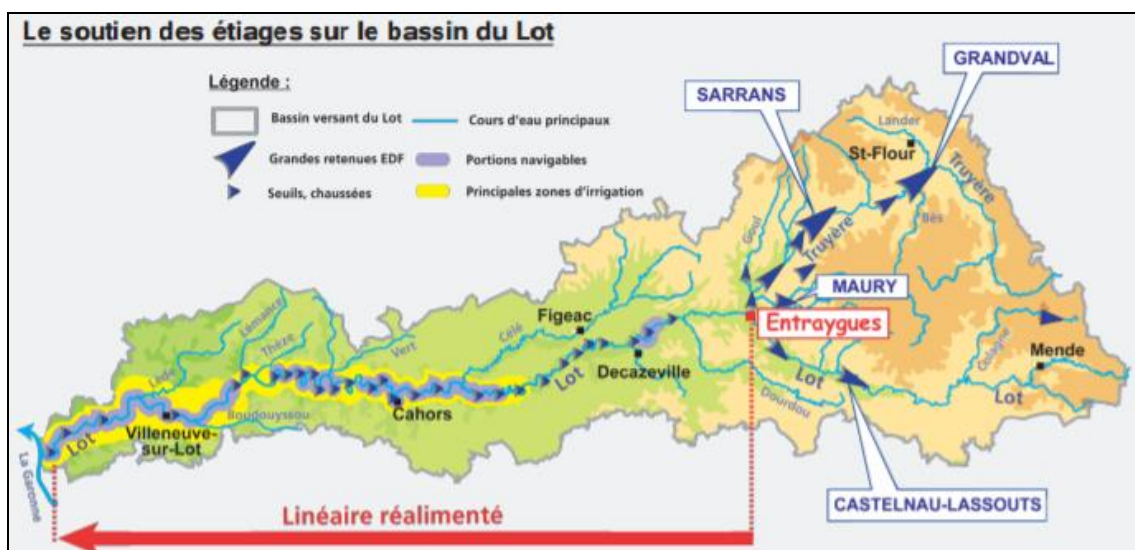 Le soutien des étiages sur le bassin du Lot
Légende :
Bassin versant du Lot
Cours d'eau principaux
Grandes retenues EDF
Portions navigables
Seuils, chaussées
Principales zones d'irrigation
GRANDVAL
SARRANS
Lander
St-Flour
Truyère
Bès
Goul
Truyère
MAURY
Entraygues
Figeac
Célé
Vert
Lémance
Thèze
Lède
Decazeville
Lot
Dourdou
Lot
Colagne
Mende
Lot
Cahors
Boudouyssou
Villeneuve-
sur-Lot
Lot
La Garonne
CASTELNAU-LASSOUTS
Linéaire réalimenté